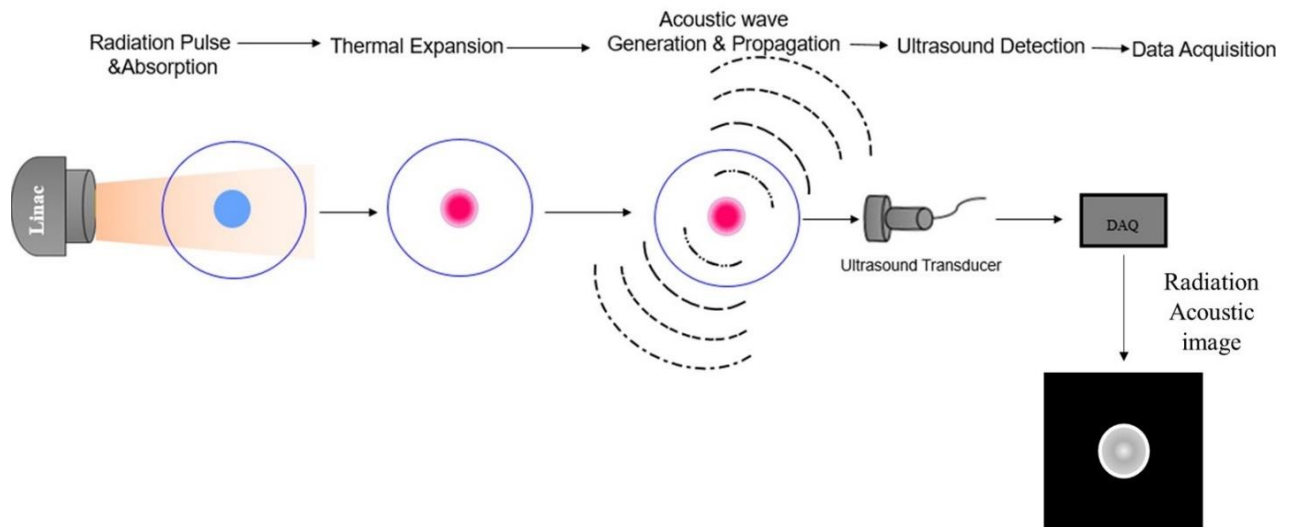 Radiation Pulse
&Absorption
Thermal Expansion
Acoustic wave
Generation & Propagation
Ultrasound Detection
Data Acquisition
Linac
Ultrasound Transducer
DAQ
Radiation
Acoustic
image